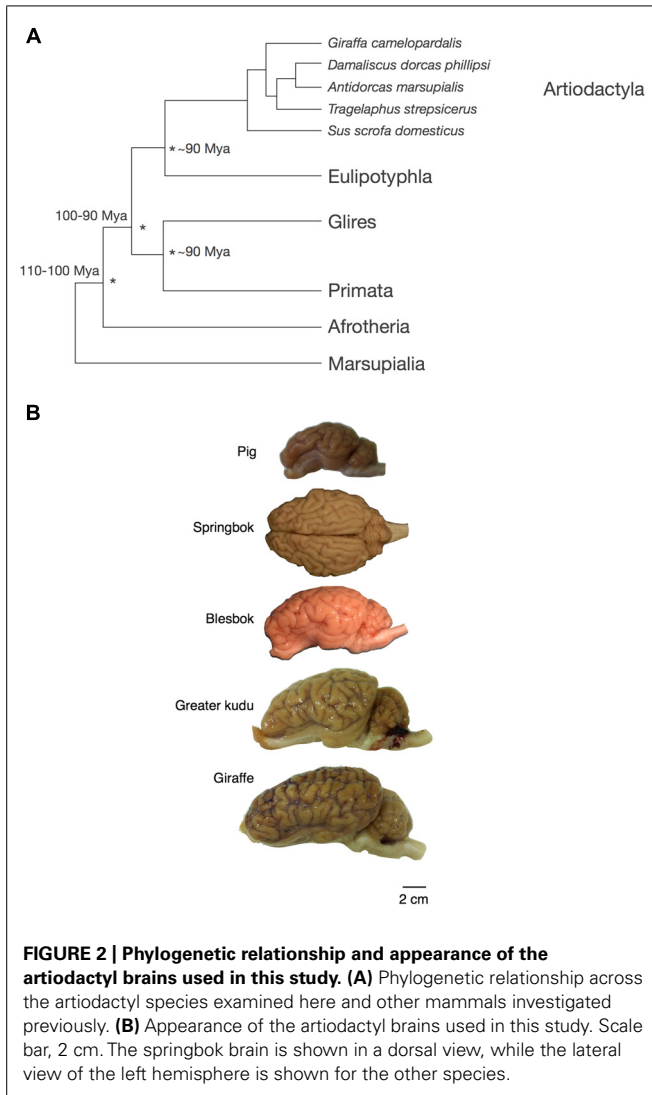 A
Giraffa camelopardalis
Damaliscus dorcas phillipsi
Antidorcas marsupialis
Artiodactyla
Tragelaphus strepsicerus
Sus scrofa domesticus
* ~90 Mya
Eulipotyphla
100-90 Mya
*
Glires
* ~90 Mya
110-100 Mya
*
Primata
Afrotheria
Marsupialia
B
Pig
Springbok
Blesbok
Greater kudu
Giraffe
2 cm
FIGURE 2 | Phylogenetic relationship and appearance of the
artiodactyl brains used in this study. (A) Phylogenetic relationship across
the artiodactyl species examined here and other mammals investigated
previously. (B) Appearance of the artiodactyl brains used in this study. Scale
bar, 2 cm. The springbok brain is shown in a dorsal view, while the lateral
view of the left hemisphere is shown for the other species.